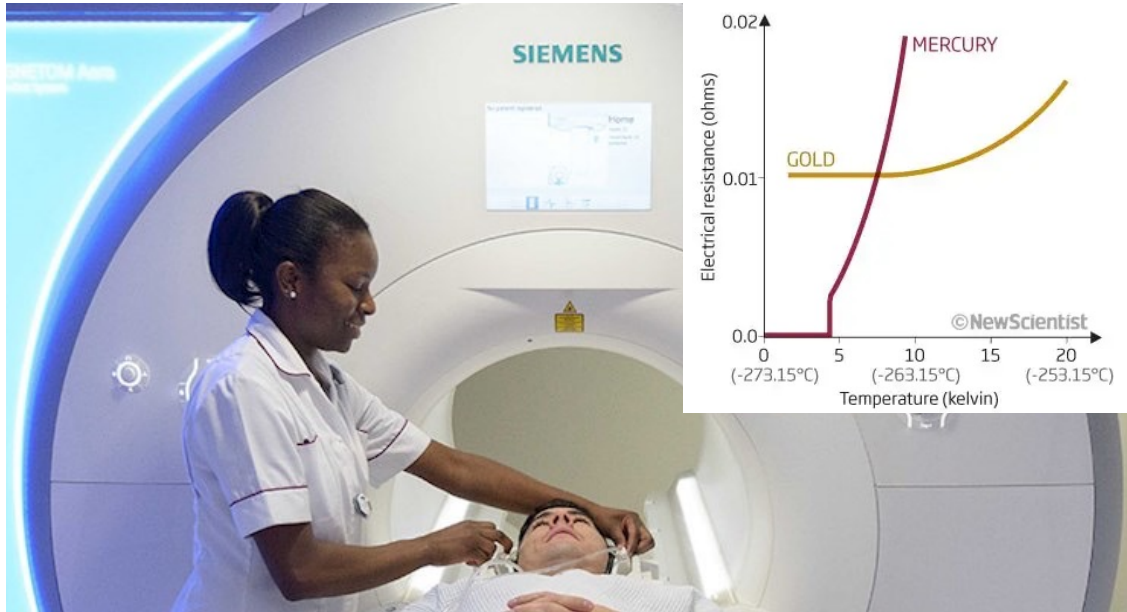 SIEMENS
Home
0.02
MERCURY
GOLD
0.01
0.0
Electrical resistance (ohms)
©NewScientist
0
5
10
15
20
(-273.15°C)
(-263.15°C)
(-253.15°C)
Temperature (kelvin)